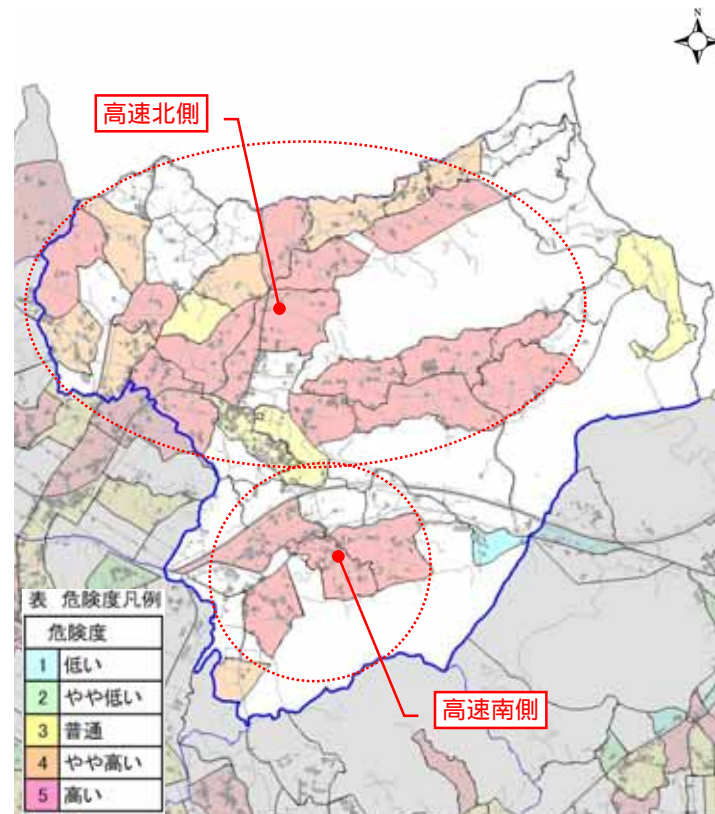 N
高速北側
高速南側
表 危険度凡例
危険度
1 低い
2 やや低い
3 普通
4 やや高い
5 高い